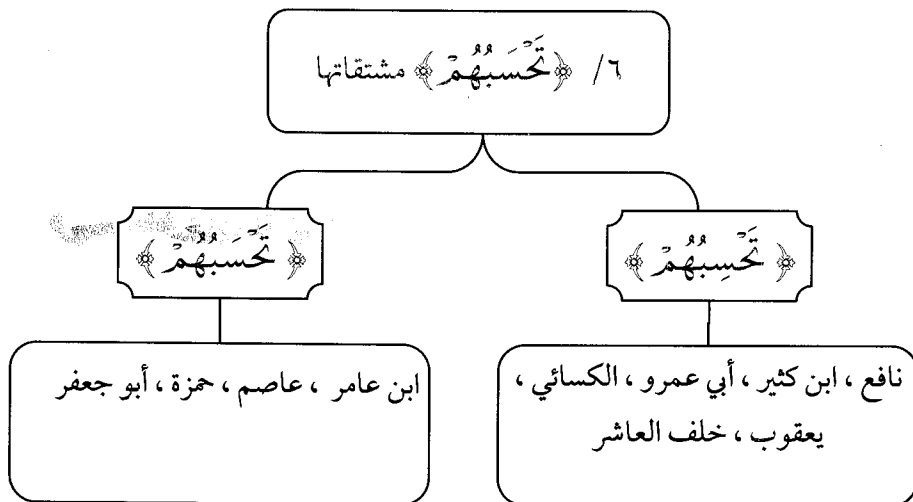 ٦/ ﴿تَحْسَبُهُمْ﴾ مشتقاتها
﴿تَحْسِبُهُمْ﴾
﴿تَحْسَبُهُمْ﴾
نافع ، ابن كثير ، أبي عمرو ، الكسائي ،
يعقوب ، خلف العاشر
ابن عامر ، عاصم ، حمزة ، أبو جعفر